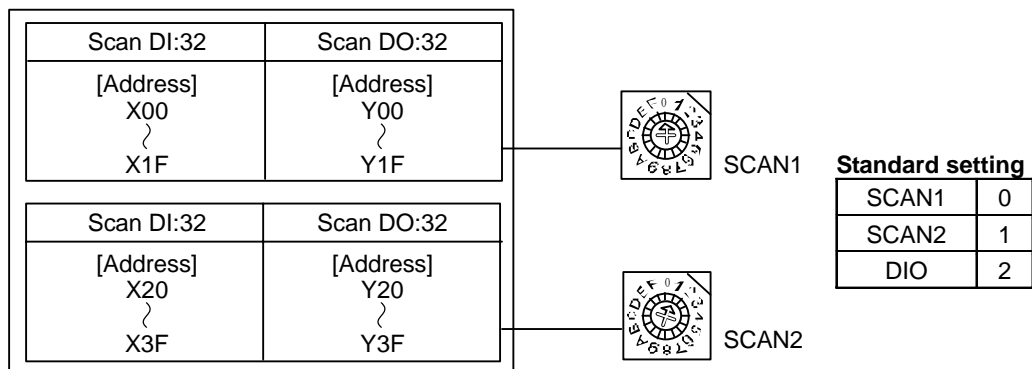 Scan DI:32 Scan DO:32
[Address] [Address]
X00 Y00
X1F Y1F
SCAN1
Scan DI:32 Scan DO:32
[Address] [Address]
X20 Y20
X3F Y3F
SCAN2
Standard setting
SCAN1 0
SCAN2 1
DIO 2